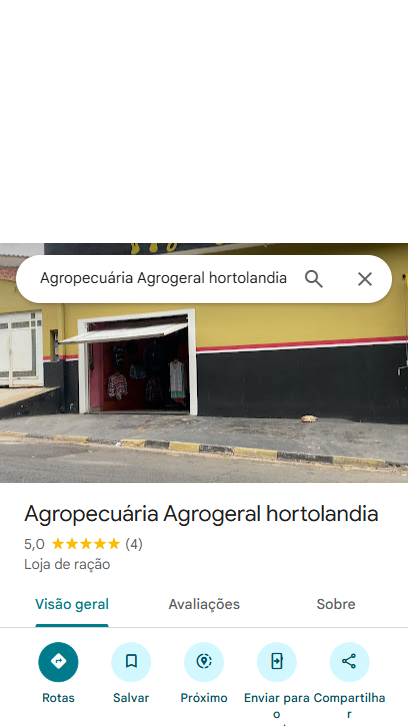 Agropecuária Agrogeral hortolandia
Agropecuária Agrogeral hortolandia
5,0 (4)
Loja de ração
Visão geral Avaliações Sobre
Rotas Salvar Próximo Enviar para Compartilha
o r